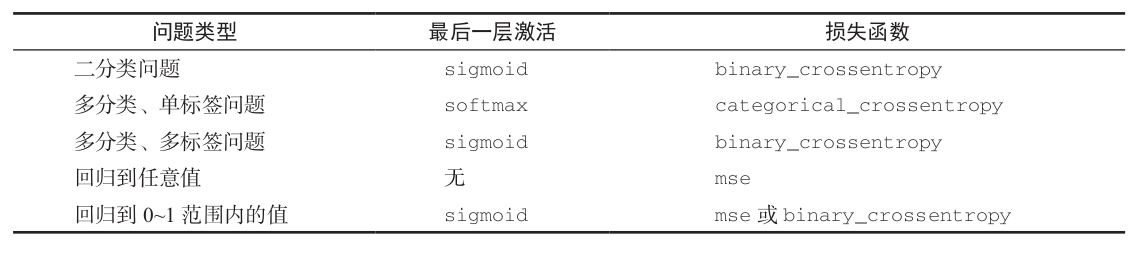 问题类型 最后一层激活 损失函数
二分类问题 sigmoid binary_crossentropy
多分类、单标签问题 softmax categorical_crossentropy
多分类、多标签问题 sigmoid binary_crossentropy
回归到任意值 无 mse
回归到 0~1 范围内的值 sigmoid mse 或 binary_crossentropy